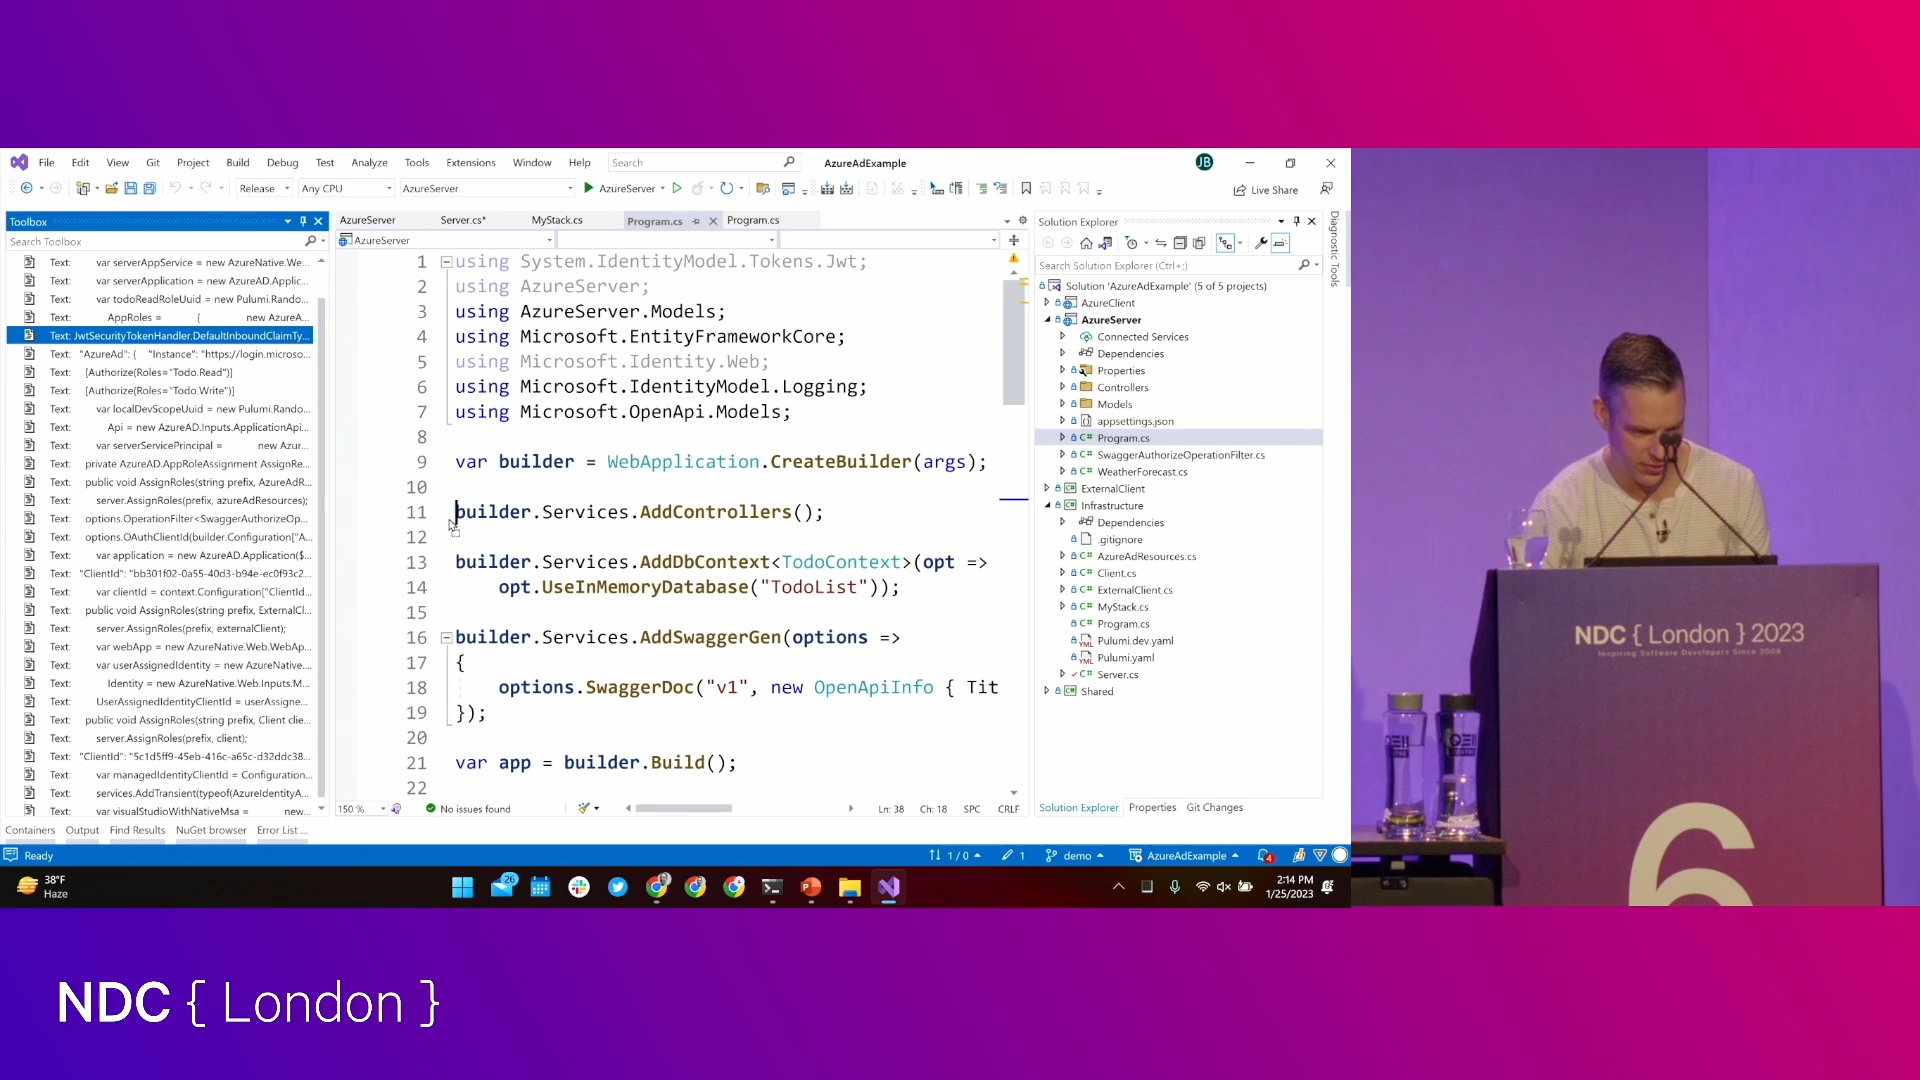 File Edit View Git Project Build Debug Test Analyze Tools Extensions Window Help Search AzureAdExample JB
Release Any CPU AzureServer AzureServer Live Share
Toolbox
Search Toolbox
Text: var serverAppService = new AzureNative.We...
Text: var serverApplication = new AzureAD.Applic...
Text: var todoReadRoleUuid = new Pulumi.Rando...
Text: AppRoles = { new AzureA...
Text: JwtSecurityTokenHandler.DefaultInboundClaimTy...
Text: "AzureAd": { "Instance": "https://login.microso...
Text: [Authorize(Roles="Todo.Read")]
Text: [Authorize(Roles="Todo.Write")]
Text: var localDevScopeUuid = new Pulumi.Rando...
Text: Api = new AzureAD.Inputs.ApplicationApi...
Text: var serverServicePrincipal = new Azur...
Text: private AzureAD.AppRoleAssignment AssignRe...
Text: public void AssignRoles(string prefix, AzureAdR...
Text: server.AssignRoles(prefix, azureAdResources);
Text: options.OperationFilter<SwaggerAuthorizeOp...
Text: options.OAuthClientId(builder.Configuration["A...
Text: var application = new AzureAD.Application($...
Text: "ClientId": "bb301f02-0a55-40d3-b94e-ec0f93c2...
Text: var clientId = context.Configuration["ClientId...
Text: public void AssignRoles(string prefix, ExternalCl...
Text: server.AssignRoles(prefix, externalClient);
Text: var webApp = new AzureNative.Web.WebAp...
Text: var userAssignedIdentity = new AzureNative....
Text: Identity = new AzureNative.Web.Inputs.M...
Text: UserAssignedIdentityClientId = userAssigne...
Text: public void AssignRoles(string prefix, Client clie...
Text: server.AssignRoles(prefix, client);
Text: "ClientId": "5c1d5ff9-45eb-416c-a65c-d32ddc38...
Text: var managedIdentityClientId = Configuration...
Text: services.AddTransient(typeof(AzureIdentityA...
Text: var visualStudioWithNativeMsa = new...
Containers Output Find Results NuGet browser Error List ...
AzureServer Server.cs* MyStack.cs Program.cs Program.cs
AzureServer
1 using System.IdentityModel.Tokens.Jwt;
2 using AzureServer;
3 using AzureServer.Models;
4 using Microsoft.EntityFrameworkCore;
5 using Microsoft.Identity.Web;
6 using Microsoft.IdentityModel.Logging;
7 using Microsoft.OpenApi.Models;
8
9 var builder = WebApplication.CreateBuilder(args);
10
11 builder.Services.AddControllers();
12
13 builder.Services.AddDbContext<TodoContext>(opt =>
14 opt.UseInMemoryDatabase("TodoList"));
15
16 builder.Services.AddSwaggerGen(options =>
17 {
18 options.SwaggerDoc("v1", new OpenApiInfo { Tit
19 });
20
21 var app = builder.Build();
22
150 % No issues found Ln: 38 Ch: 18 SPC CRLF
Solution Explorer
Search Solution Explorer (Ctrl+;)
Solution 'AzureAdExample' (5 of 5 projects)
AzureClient
AzureServer
Connected Services
Dependencies
Properties
Controllers
Models
appsettings.json
C# Program.cs
C# SwaggerAuthorizeOperationFilter.cs
C# WeatherForecast.cs
ExternalClient
Infrastructure
Dependencies
.gitignore
C# AzureAdResources.cs
C# Client.cs
C# ExternalClient.cs
C# MyStack.cs
C# Program.cs
YML Pulumi.dev.yaml
YML Pulumi.yaml
C# Server.cs
Shared
Solution Explorer Properties Git Changes
Diagnostic Tools
Ready 1 / 0 1 demo AzureAdExample 4
38°F
Haze
26
2:14 PM
1/25/2023
NDC { London } 2023
Inspiring Software Developers Since 2008
6
NDC { London }